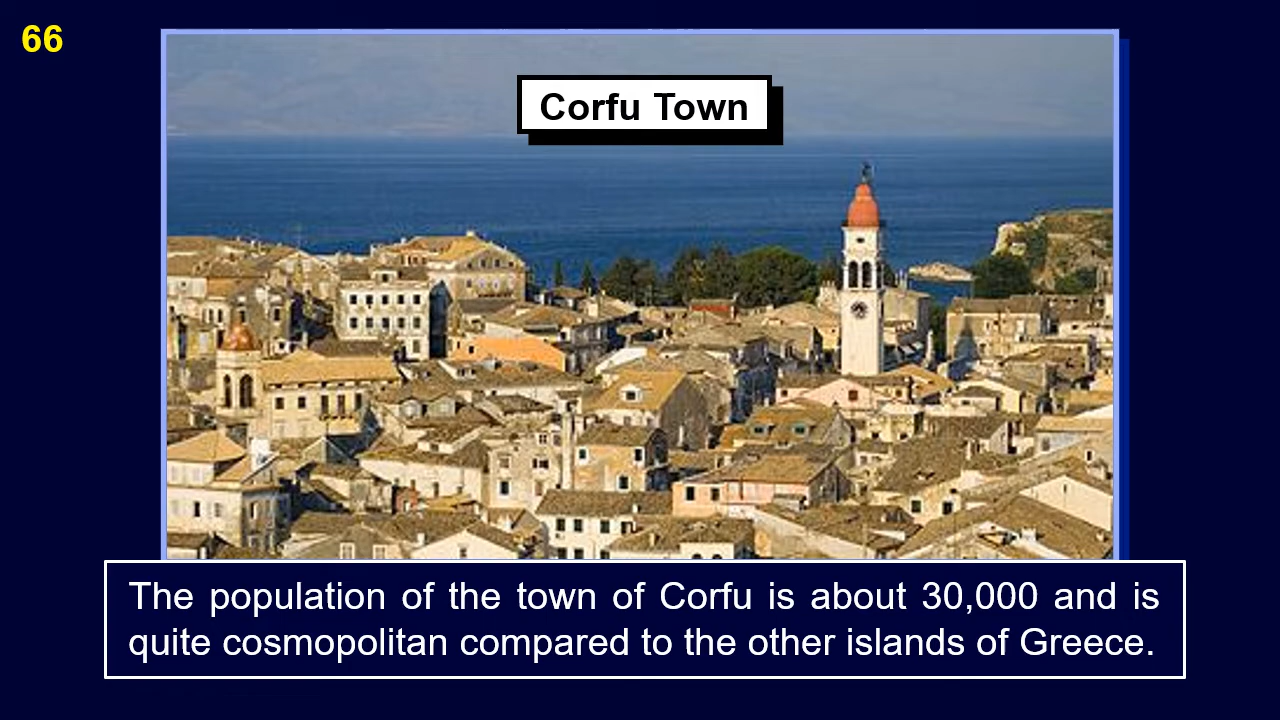 66
Corfu Town
The population of the town of Corfu is about 30,000 and is
quite cosmopolitan compared to the other islands of Greece.